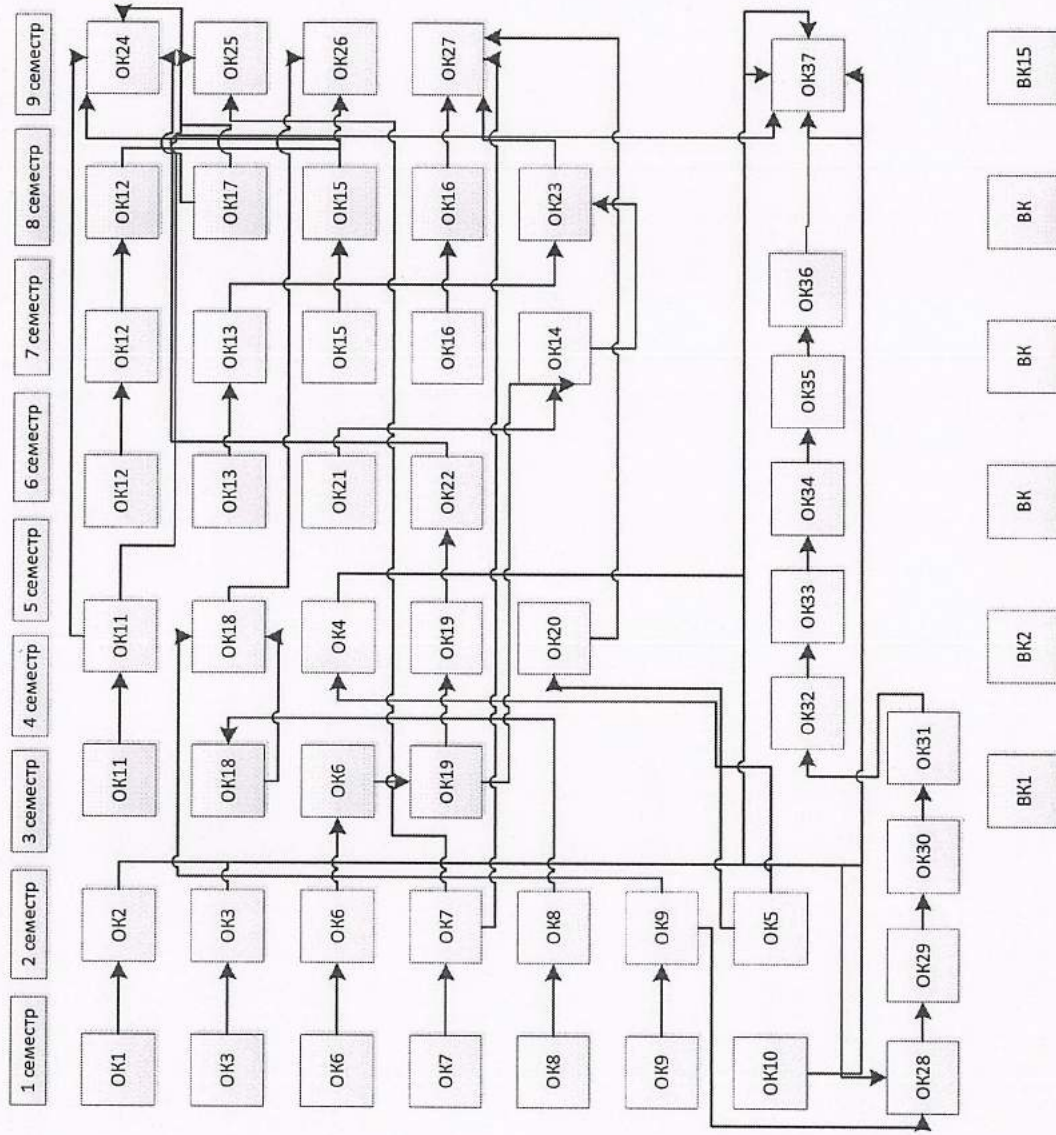 1 семестр 2 семестр 3 семестр 4 семестр 5 семестр 6 семестр 7 семестр 8 семестр 9 семестр
ОК1 ОК2 ОК11 ОК11 ОК12 ОК12 ОК12 ОК24
ОК3 ОК3 ОК18 ОК18 ОК13 ОК13 ОК17 ОК25
ОК6 ОК6 ОК6 ОК4 ОК21 ОК15 ОК15 ОК26
ОК7 ОК7 ОК19 ОК19 ОК22 ОК16 ОК16 ОК27
ОК8 ОК8 ОК20 ОК14 ОК23
ОК9 ОК9
ОК10 ОК5
ОК32 ОК33 ОК34 ОК35 ОК36 ОК37
ОК28 ОК29 ОК30 ОК31
ВК1 ВК2 ВК ВК ВК ВК15